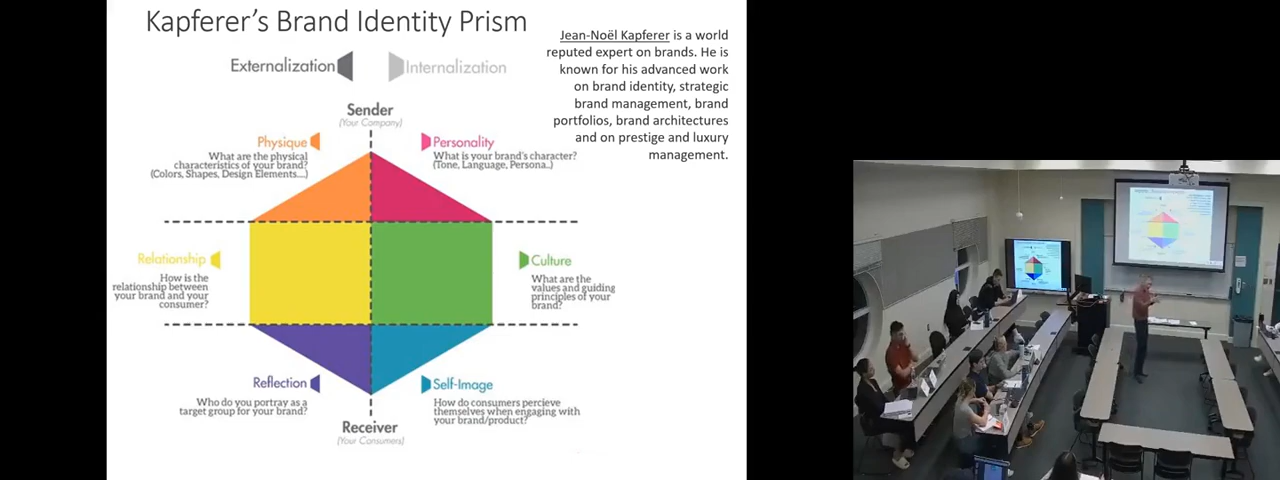 Kapferer's Brand Identity Prism
Jean-Noël Kapferer is a world
reputed expert on brands. He is
known for his advanced work
on brand identity, strategic
brand management, brand
portfolios, brand architectures
and on prestige and luxury
management.
Externalization
Internalization
Sender
(Your Company)
Physique
What are the physical
characteristics of your brand?
(Colors, Shapes, Design Elements....)
Personality
What is your brand's character?
(Tone, Language, Persona..)
Relationship
How is the
relationship between
your brand and your
consumer?
Culture
What are the
values and guiding
principles of your
brand?
Reflection
Who do you portray as a
target group for your brand?
Self-Image
How do consumers percieve
themselves when engaging with
your brand/product?
Receiver
(Your Consumers)